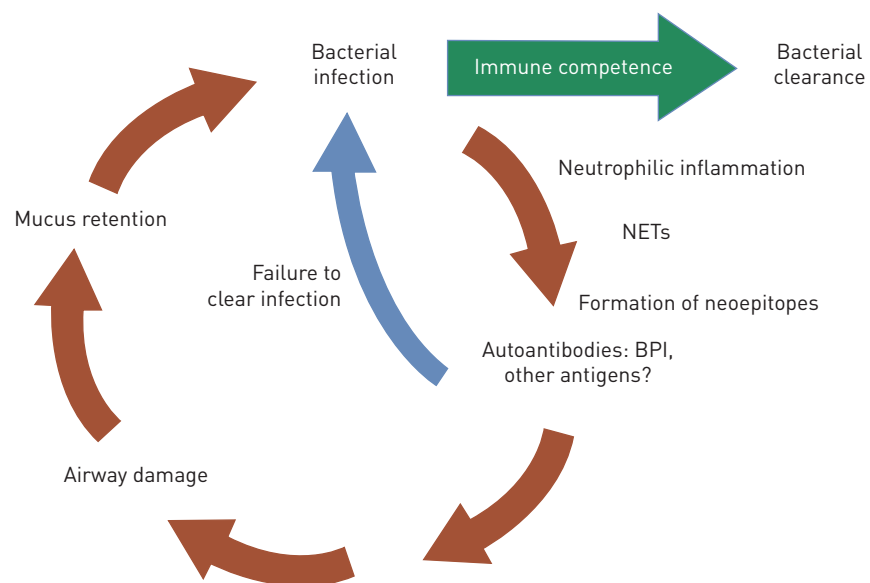 Bacterial
infection
Immune competence
Bacterial
clearance
Neutrophilic inflammation
NETs
Formation of neoepitopes
Autoantibodies: BPI,
other antigens?
Failure to
clear infection
Mucus retention
Airway damage